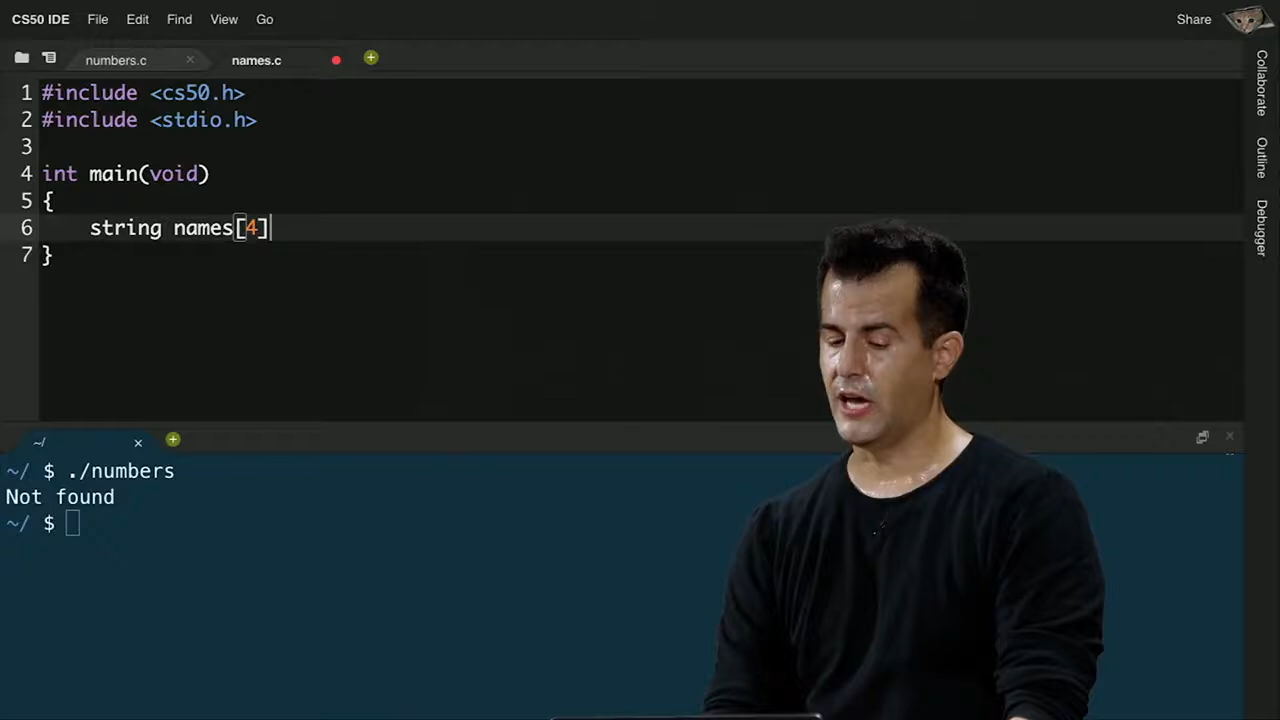 CS50 IDE File Edit Find View Go Share
numbers.c × names.c
1 #include <cs50.h>
2 #include <stdio.h>
3
4 int main(void)
5 {
6     string names[4]
7 }
Collaborate
Outline
Debugger
~/ ×
~/ $ ./numbers
Not found
~/ $